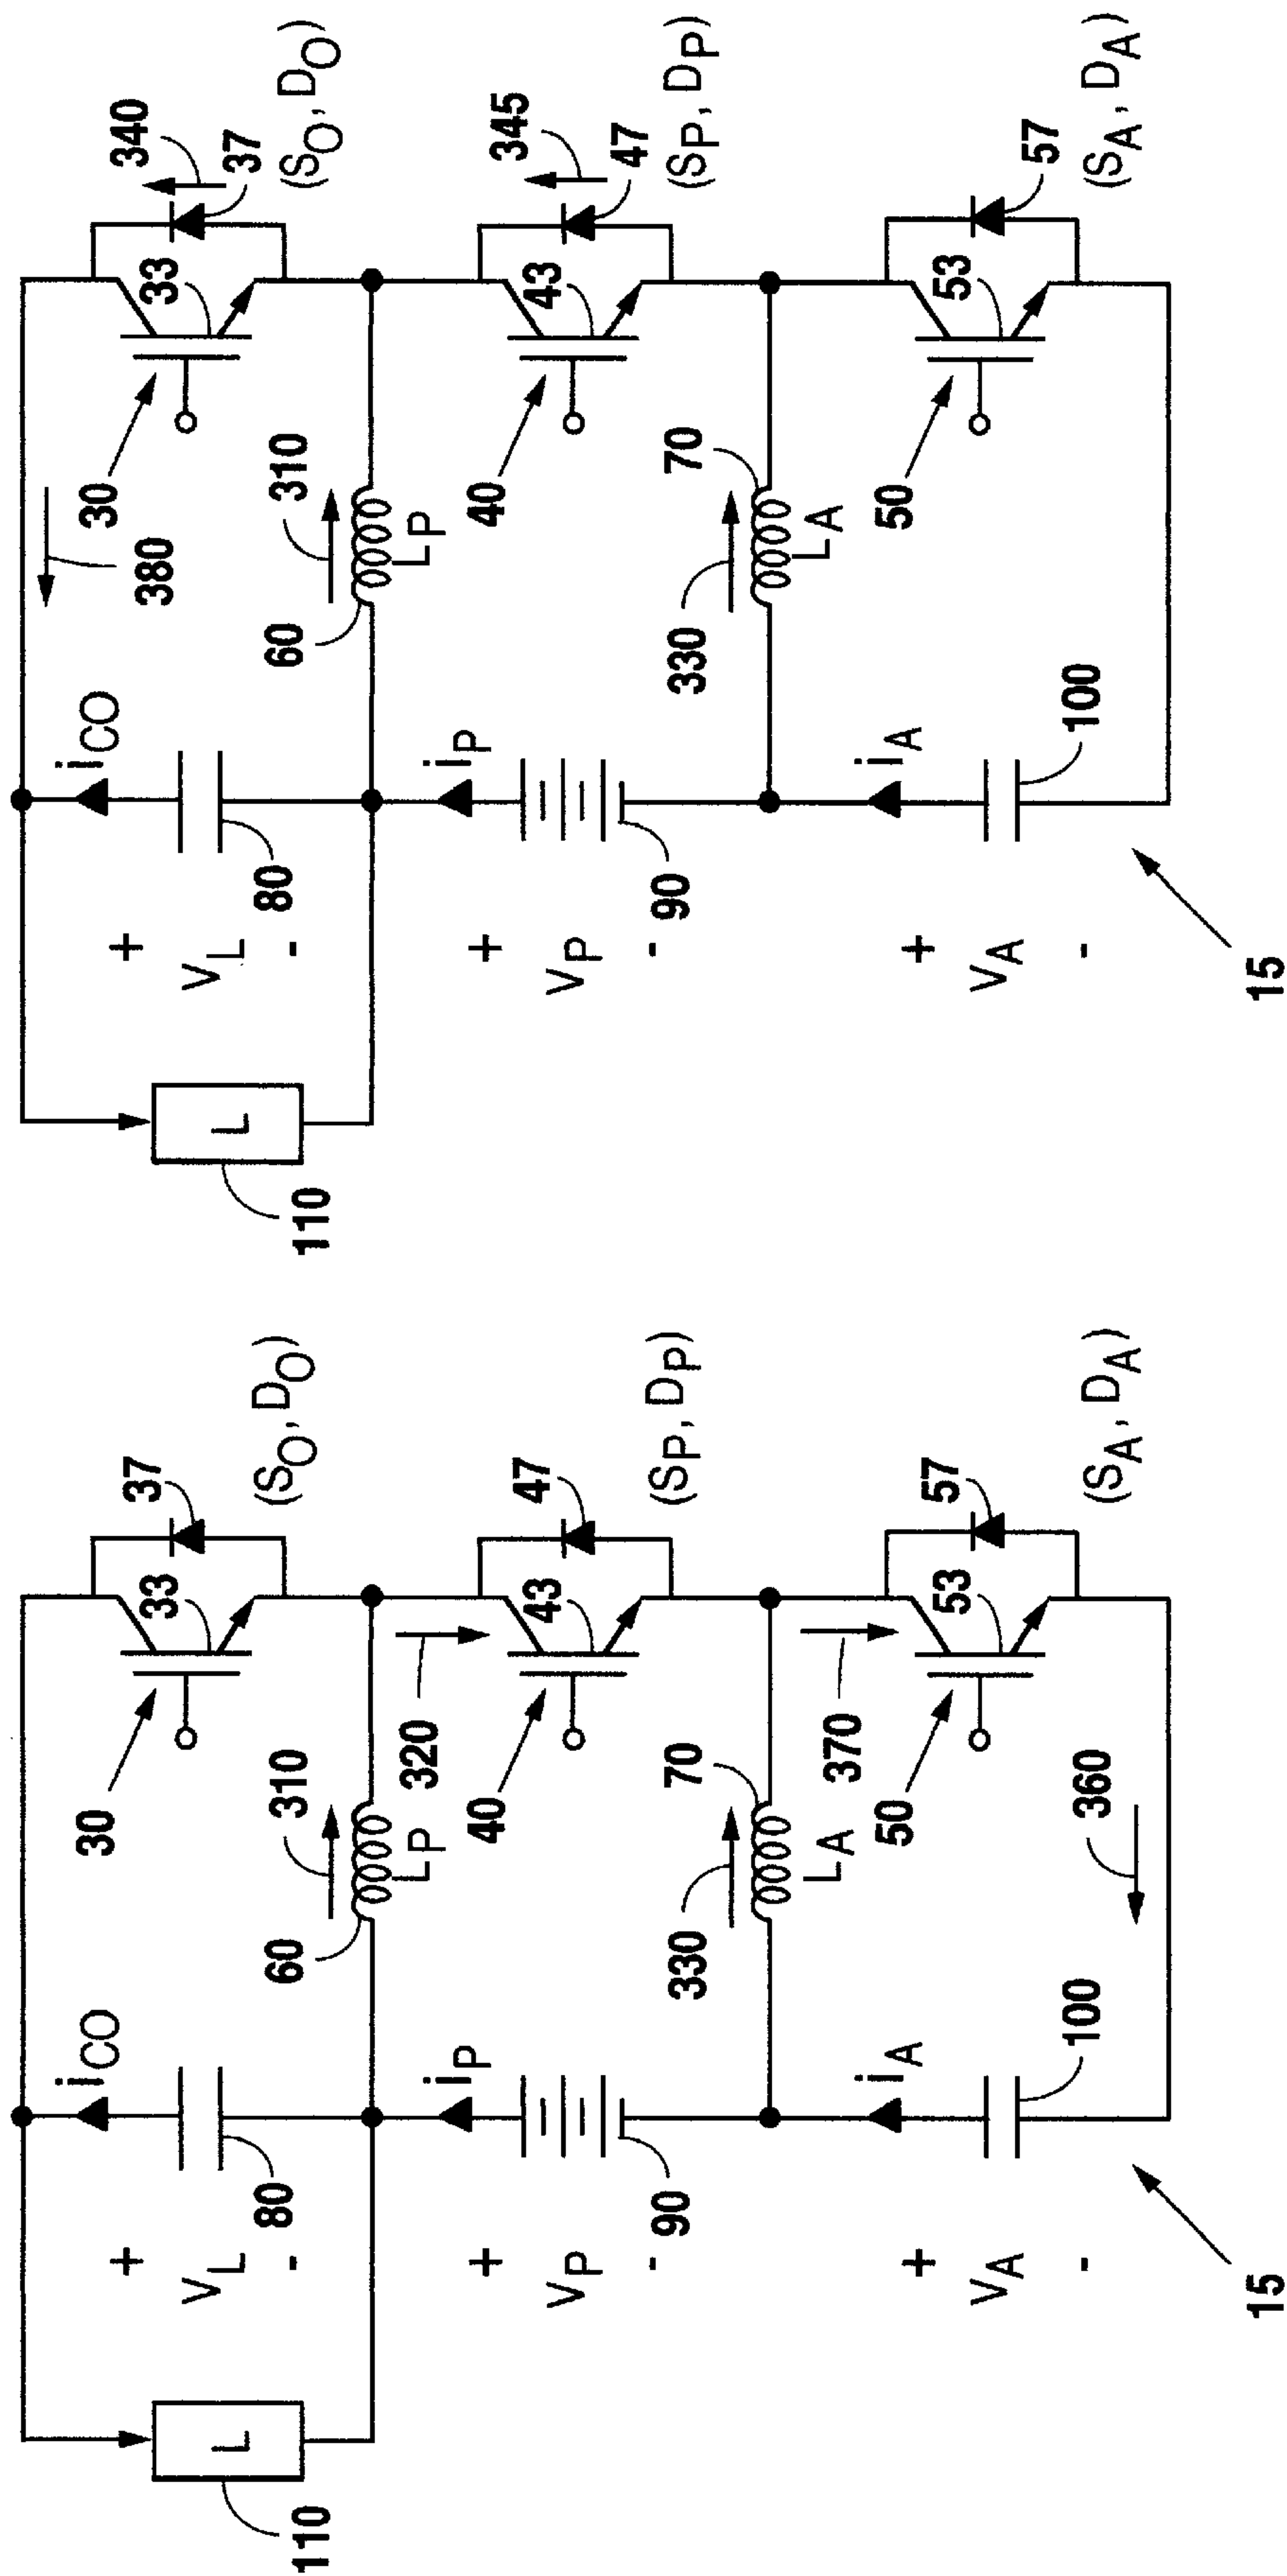 110
L
+
V_L
-
80
i_CO
30
33
37
(S_O, D_O)
60
310
L_P
+
V_P
-
90
i_P
320
40
43
47
(S_P, D_P)
330
70
L_A
+
V_A
-
100
i_A
370
50
53
57
(S_A, D_A)
360
15
110
L
+
V_L
-
80
i_CO
380
30
33
37
340
(S_O, D_O)
60
310
L_P
+
V_P
-
90
i_P
40
43
47
345
(S_P, D_P)
330
70
L_A
+
V_A
-
100
i_A
50
53
57
(S_A, D_A)
15